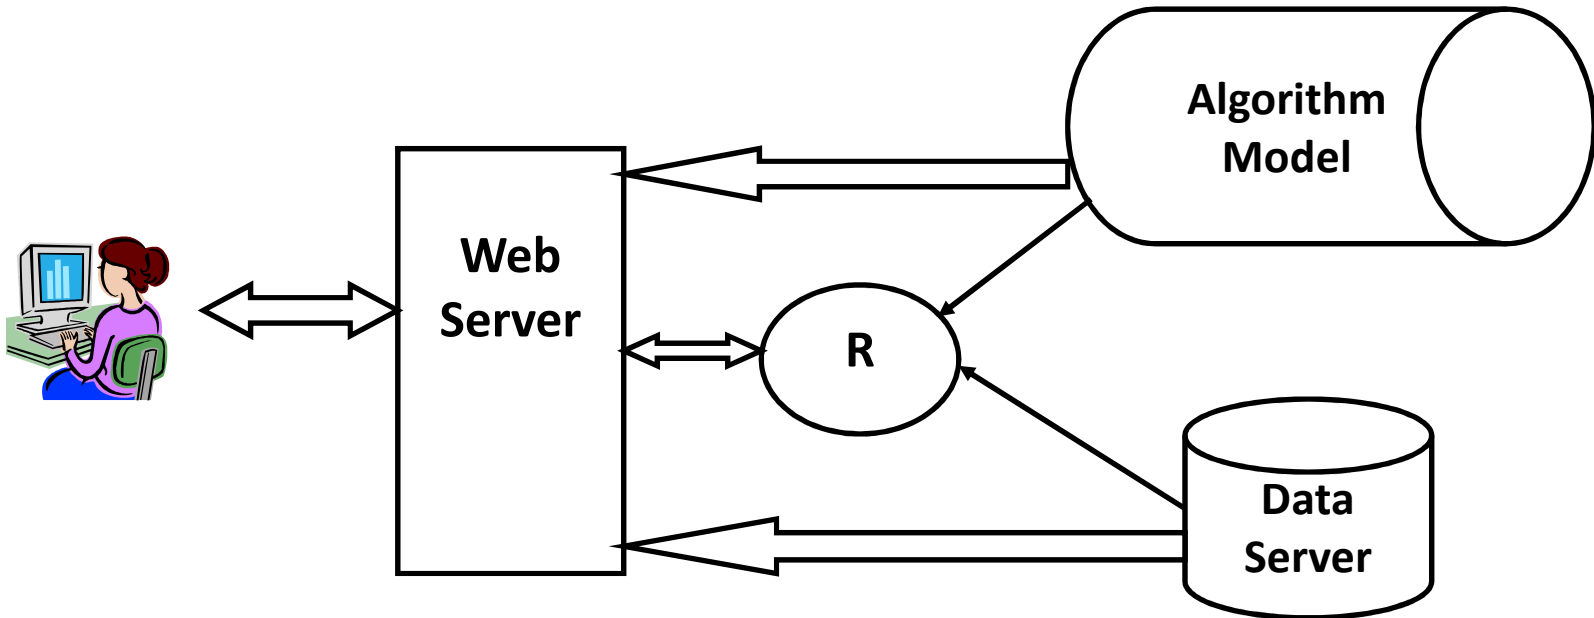 Algorithm
Model
Web
Server
R
Data
Server